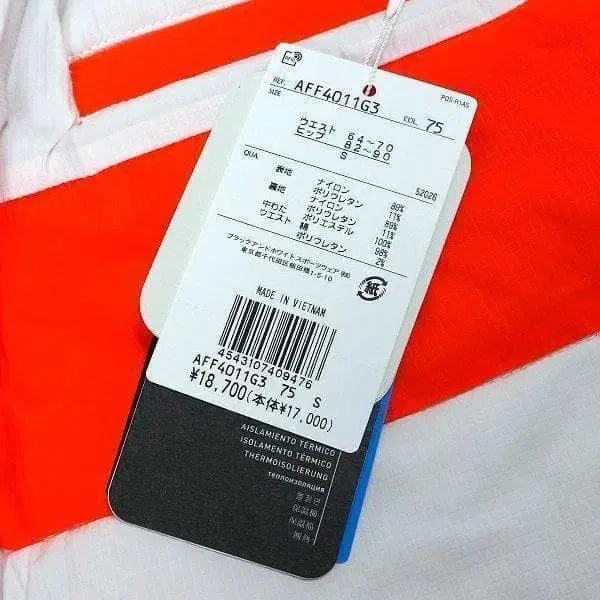 POS-R1AS
REF. AFF4011G3
SIZE COL. 75
ウエスト 64~70
ヒップ 82~90
S
QUA 52026
表地 ナイロン 89%
ポリウレタン 11%
裏地 ナイロン 89%
ポリウレタン 11%
中わた ポリエステル 100%
ウエスト 綿 98%
ポリウレタン 2%
ブラックアンドホワイトスポーツウェア㈱
東京都千代田区飯田橋1-5-10
紙
MADE IN VIETNAM
4543107409476
AFF4011G3 75 S
¥18,700(本体¥17,000)
AISLAMIENTO TÉRMICO
ISOLAMENTO TÉRMICO
THERMOISOLIERUNG
теплоизоляция